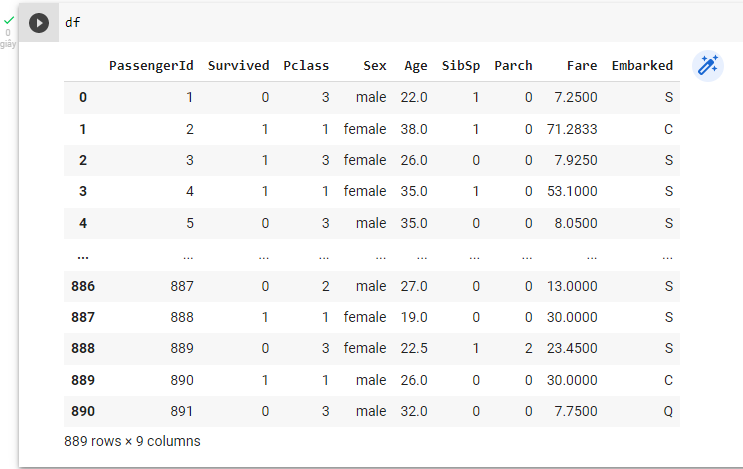 df
0
giây
PassengerId Survived Pclass Sex Age SibSp Parch Fare Embarked
0 1 0 3 male 22.0 1 0 7.2500 S
1 2 1 1 female 38.0 1 0 71.2833 C
2 3 1 3 female 26.0 0 0 7.9250 S
3 4 1 1 female 35.0 1 0 53.1000 S
4 5 0 3 male 35.0 0 0 8.0500 S
... ... ... ... ... ... ... ... ... ...
886 887 0 2 male 27.0 0 0 13.0000 S
887 888 1 1 female 19.0 0 0 30.0000 S
888 889 0 3 female 22.5 1 2 23.4500 S
889 890 1 1 male 26.0 0 0 30.0000 C
890 891 0 3 male 32.0 0 0 7.7500 Q
889 rows × 9 columns